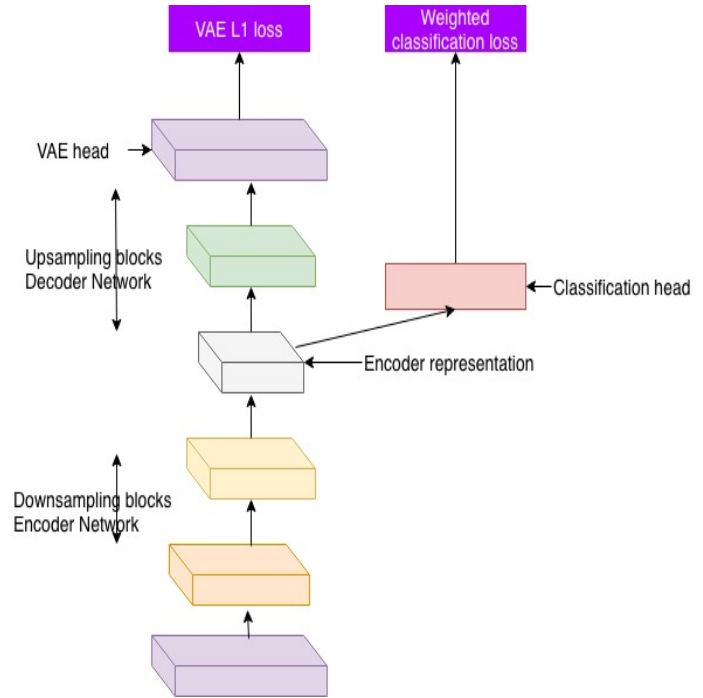 VAE L1 loss
Weighted
classification loss
VAE head
Upsampling blocks
Decoder Network
Classification head
Encoder representation
Downsampling blocks
Encoder Network